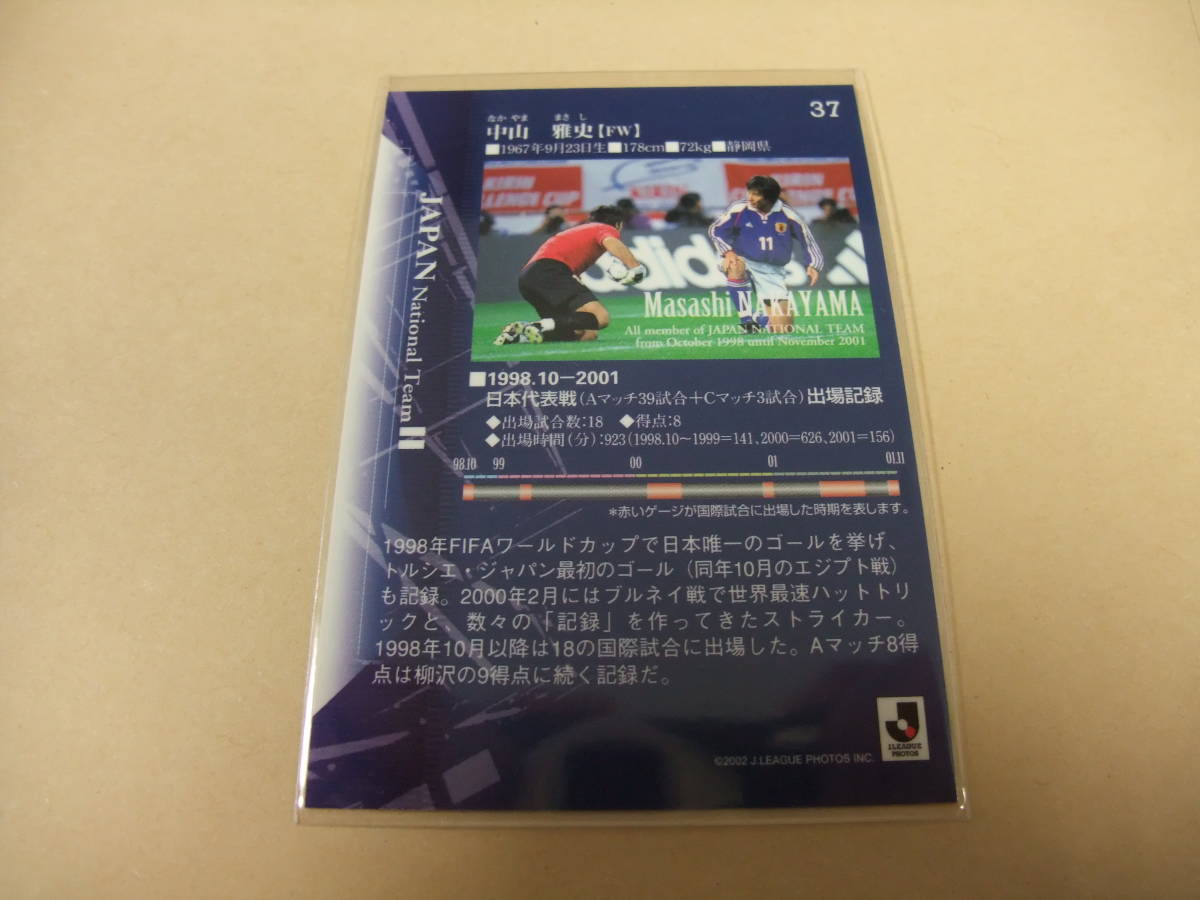 37
なか やま まさ し
中山 雅史【FW】
■1967年9月23日生■178cm■72kg■静岡県
JAPAN National Team
KIRIN
LLENGE CUP
adidas
11
Masashi NAKAYAMA
All member of JAPAN NATIONAL TEAM
from October 1998 until November 2001
■1998.10−2001
日本代表戦(Aマッチ39試合+Cマッチ3試合)出場記録
◆出場試合数:18 ◆得点:8
◆出場時間(分):923(1998.10〜1999=141, 2000=626, 2001=156)
98.10 99 00 01 01.11
*赤いゲージが国際試合に出場した時期を表します。
1998年FIFAワールドカップで日本唯一のゴールを挙げ、
トルシエ・ジャパン最初のゴール(同年10月のエジプト戦)
も記録。2000年2月にはブルネイ戦で世界最速ハットトリ
ックと、数々の「記録」を作ってきたストライカー。
1998年10月以降は18の国際試合に出場した。Aマッチ8得
点は柳沢の9得点に続く記録だ。
J.LEAGUE
PHOTOS
©2002 J.LEAGUE PHOTOS INC.